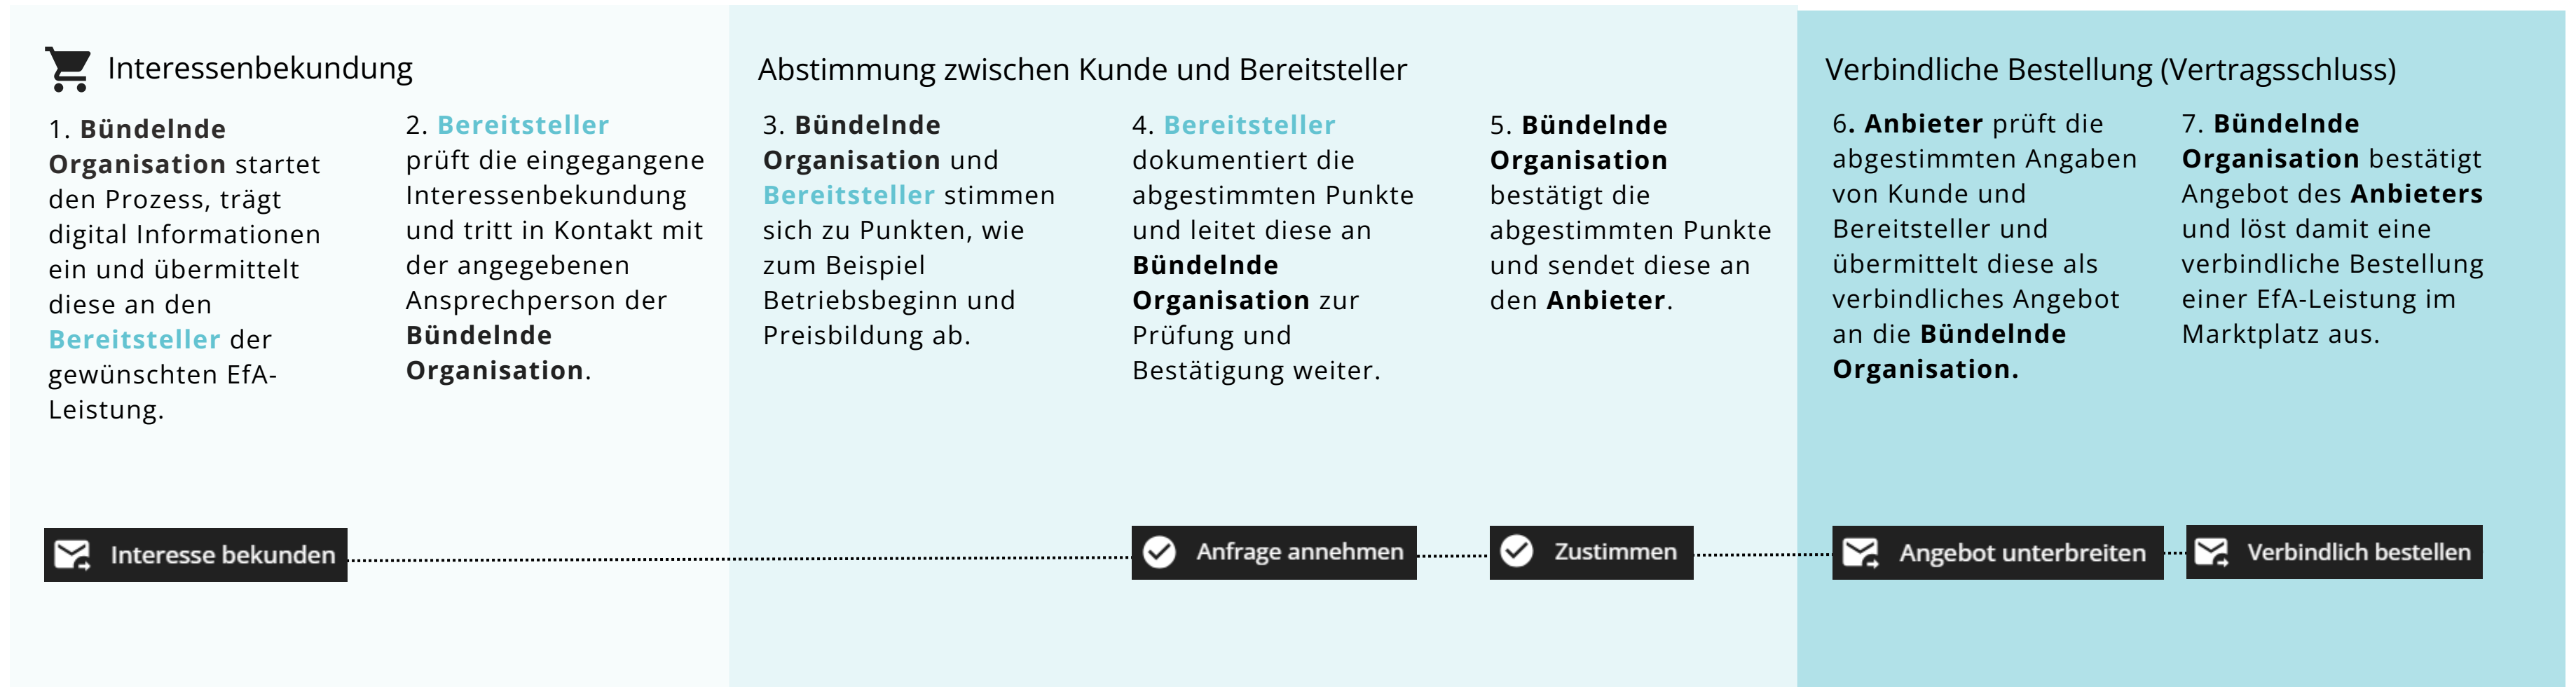 Interessenbekundung
1. Bündelnde
Organisation startet
den Prozess, trägt
digital Informationen
ein und übermittelt
diese an den
Bereitsteller der
gewünschten EfA-
Leistung.
2. Bereitsteller
prüft die eingegangene
Interessenbekundung
und tritt in Kontakt mit
der angegebenen
Ansprechperson der
Bündelnde
Organisation.
Abstimmung zwischen Kunde und Bereitsteller
3. Bündelnde
Organisation und
Bereitsteller stimmen
sich zu Punkten, wie
zum Beispiel
Betriebsbeginn und
Preisbildung ab.
4. Bereitsteller
dokumentiert die
abgestimmten Punkte
und leitet diese an
Bündelnde
Organisation zur
Prüfung und
Bestätigung weiter.
5. Bündelnde
Organisation
bestätigt die
abgestimmten Punkte
und sendet diese an
den Anbieter.
Verbindliche Bestellung (Vertragsschluss)
6. Anbieter prüft die
abgestimmten Angaben
von Kunde und
Bereitsteller und
übermittelt diese als
verbindliches Angebot
an die Bündelnde
Organisation.
7. Bündelnde
Organisation bestätigt
Angebot des Anbieters
und löst damit eine
verbindliche Bestellung
einer EfA-Leistung im
Marktplatz aus.
Interesse bekunden
Anfrage annehmen
Zustimmen
Angebot unterbreiten
Verbindlich bestellen